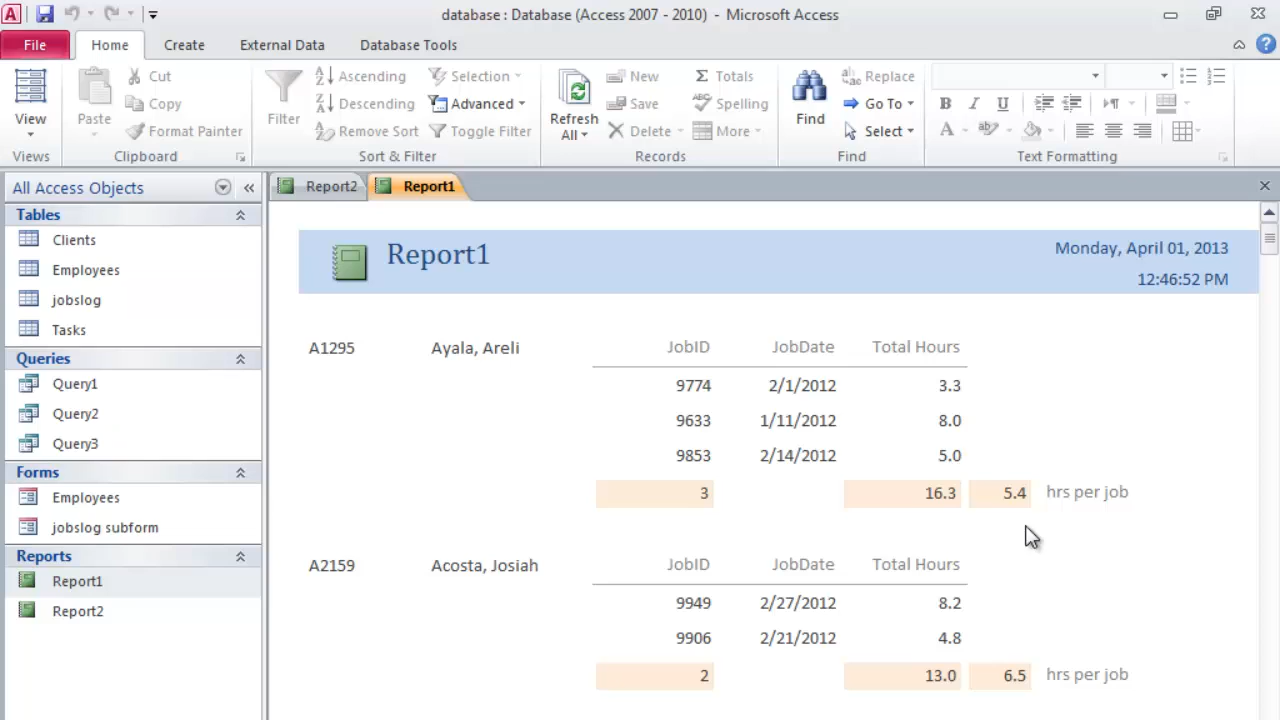 database : Database (Access 2007 - 2010) - Microsoft Access
File Home Create External Data Database Tools
View
Views
Paste
Cut
Copy
Format Painter
Clipboard
Filter
Ascending
Descending
Remove Sort
Selection
Advanced
Toggle Filter
Sort & Filter
Refresh
All
New
Save
Delete
Totals
Spelling
More
Records
Find
Replace
Go To
Select
Find
B I U
A ab
Text Formatting
All Access Objects
Tables
Clients
Employees
jobslog
Tasks
Queries
Query1
Query2
Query3
Forms
Employees
jobslog subform
Reports
Report1
Report2
Report2 Report1
Report1
Monday, April 01, 2013
12:46:52 PM
A1295 Ayala, Areli JobID JobDate Total Hours
9774 2/1/2012 3.3
9633 1/11/2012 8.0
9853 2/14/2012 5.0
3 16.3 5.4 hrs per job
A2159 Acosta, Josiah JobID JobDate Total Hours
9949 2/27/2012 8.2
9906 2/21/2012 4.8
2 13.0 6.5 hrs per job